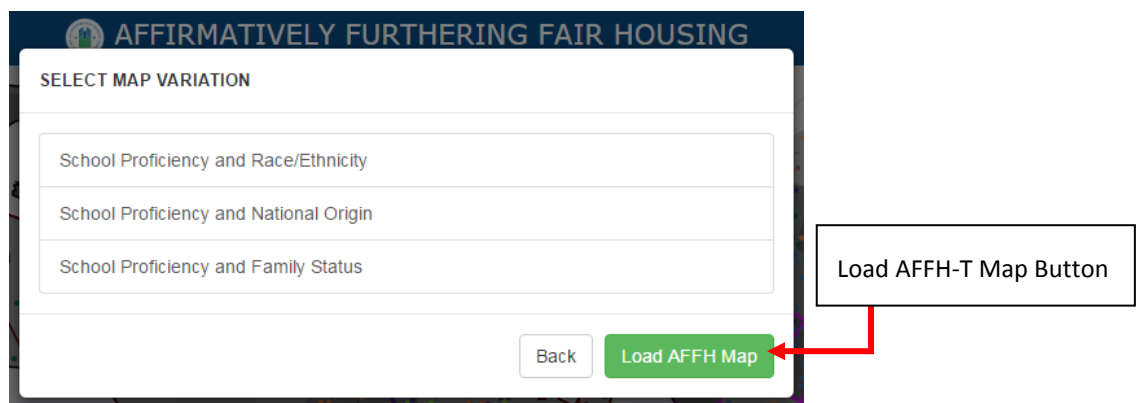 AFFIRMATIVELY FURTHERING FAIR HOUSING
SELECT MAP VARIATION
School Proficiency and Race/Ethnicity
School Proficiency and National Origin
School Proficiency and Family Status
Load AFFH-T Map Button
Back
Load AFFH Map